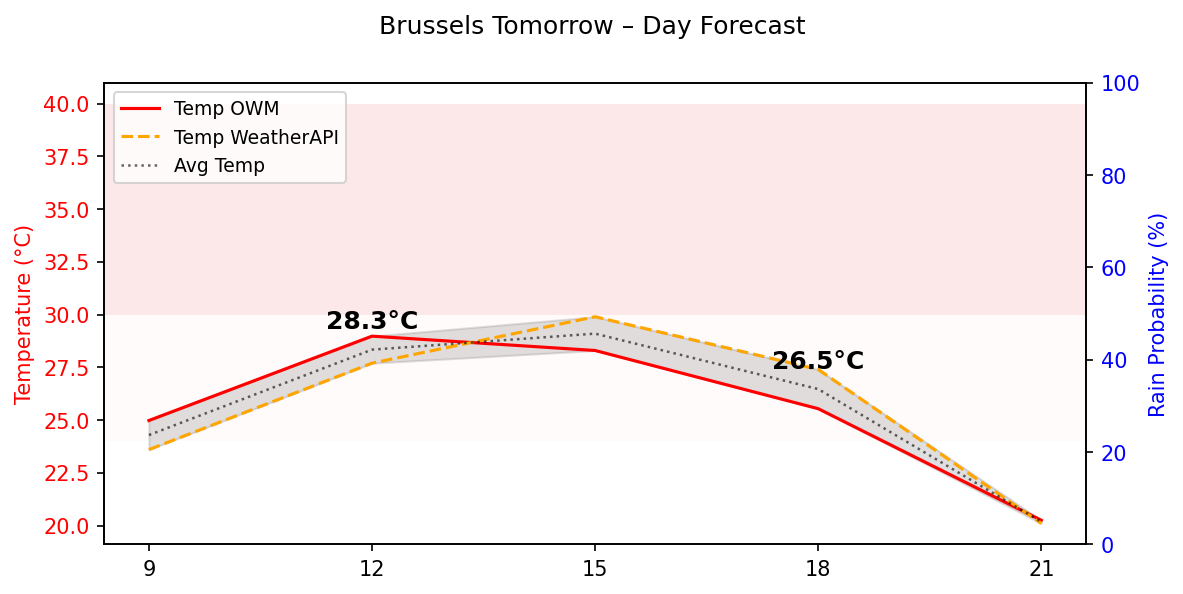 Brussels Tomorrow – Day Forecast
Temp OWM
Temp WeatherAPI
Avg Temp
Temperature (°C)
40.0
37.5
35.0
32.5
30.0
27.5
25.0
22.5
20.0
28.3°C
26.5°C
100
80
60
40
20
0
Rain Probability (%)
9 12 15 18 21